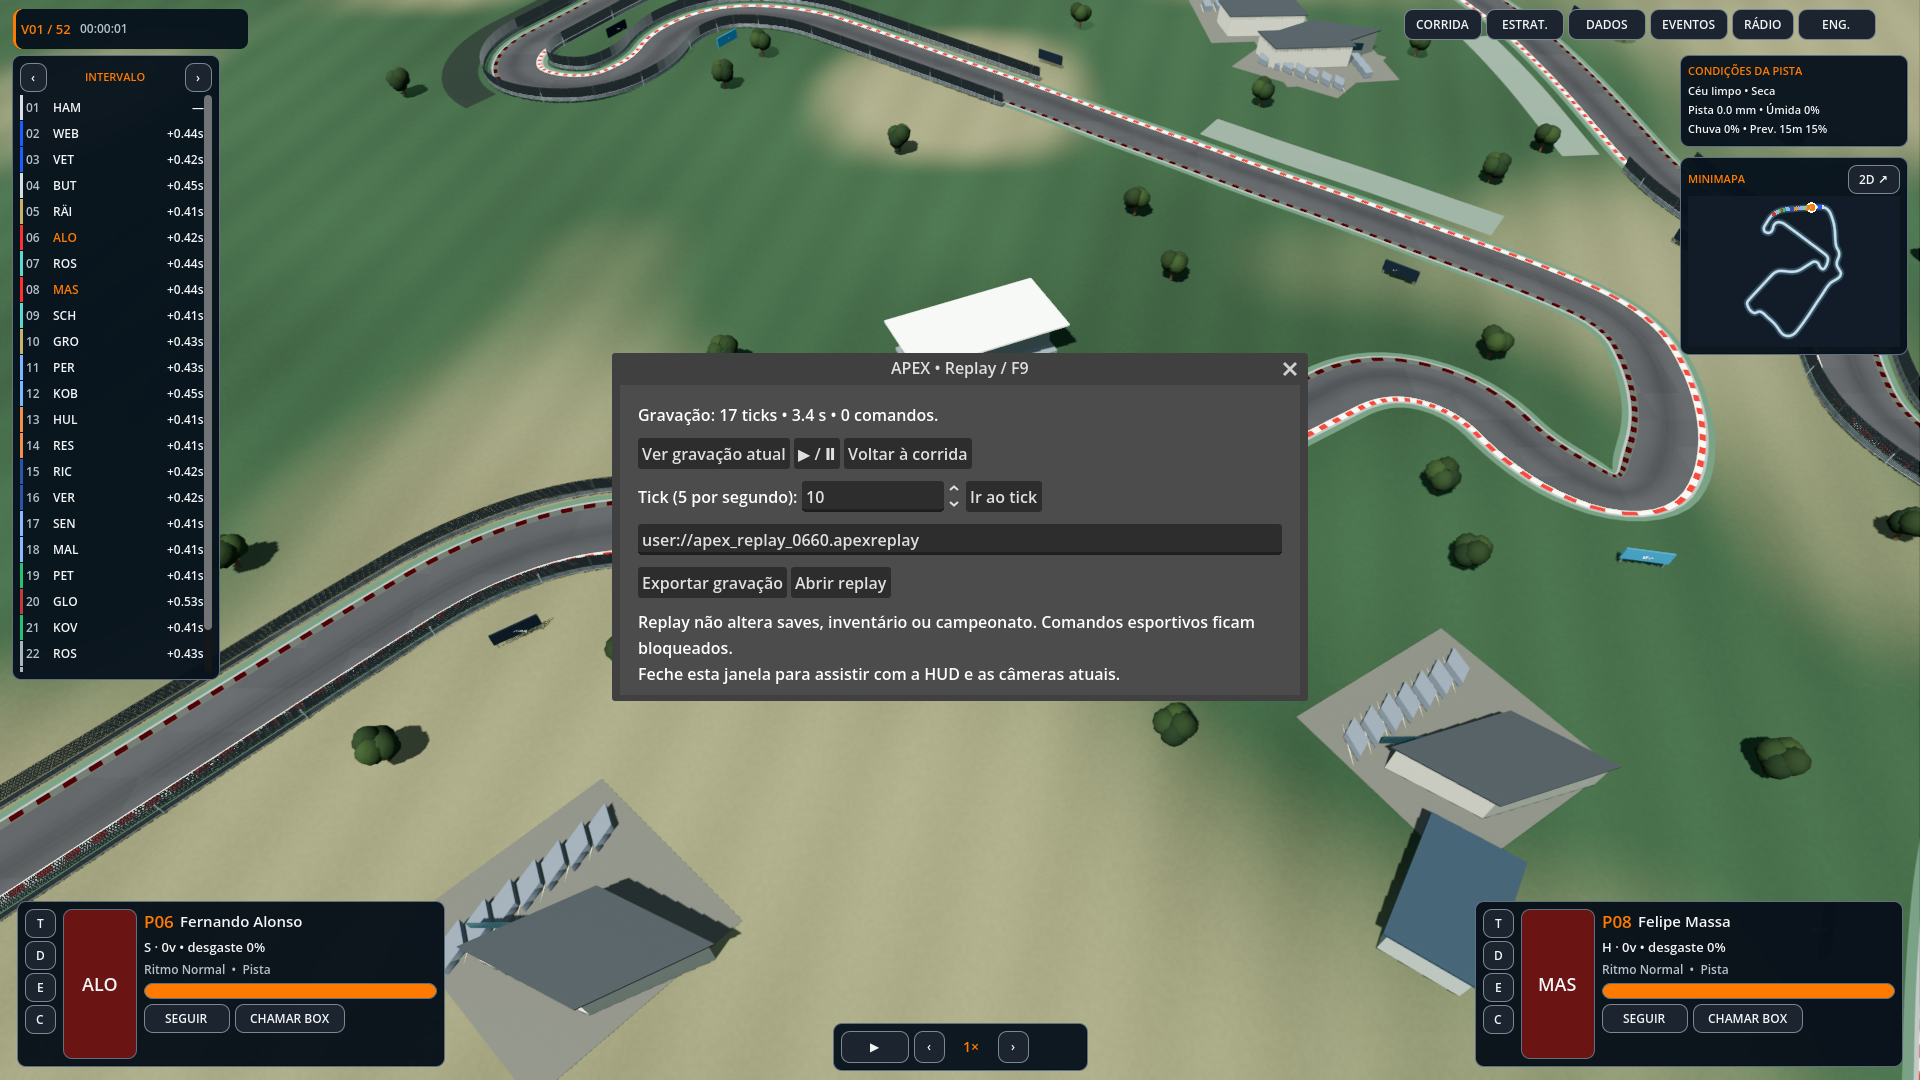 V01 / 52 00:00:01
CORRIDA ESTRAT. DADOS EVENTOS RÁDIO ENG.
‹ INTERVALO ›
01 HAM —
02 WEB +0.44s
03 VET +0.42s
04 BUT +0.45s
05 RÄI +0.41s
06 ALO +0.42s
07 ROS +0.44s
08 MAS +0.44s
09 SCH +0.41s
10 GRO +0.43s
11 PER +0.43s
12 KOB +0.45s
13 HUL +0.41s
14 RES +0.41s
15 RIC +0.42s
16 VER +0.42s
17 SEN +0.41s
18 MAL +0.41s
19 PET +0.41s
20 GLO +0.53s
21 KOV +0.41s
22 ROS +0.43s
CONDIÇÕES DA PISTA
Céu limpo • Seca
Pista 0.0 mm • Úmida 0%
Chuva 0% • Prev. 15m 15%
MINIMAPA 2D ↗
APEX • Replay / F9
Gravação: 17 ticks • 3.4 s • 0 comandos.
Ver gravação atual ▶ / ⏸ Voltar à corrida
Tick (5 por segundo): 10 Ir ao tick
user://apex_replay_0660.apexreplay
Exportar gravação Abrir replay
Replay não altera saves, inventário ou campeonato. Comandos esportivos ficam
bloqueados.
Feche esta janela para assistir com a HUD e as câmeras atuais.
T
D
E
C
ALO
P06 Fernando Alonso
S · 0v • desgaste 0%
Ritmo Normal • Pista
SEGUIR CHAMAR BOX
▶ ‹ 1× ›
T
D
E
C
MAS
P08 Felipe Massa
H · 0v • desgaste 0%
Ritmo Normal • Pista
SEGUIR CHAMAR BOX